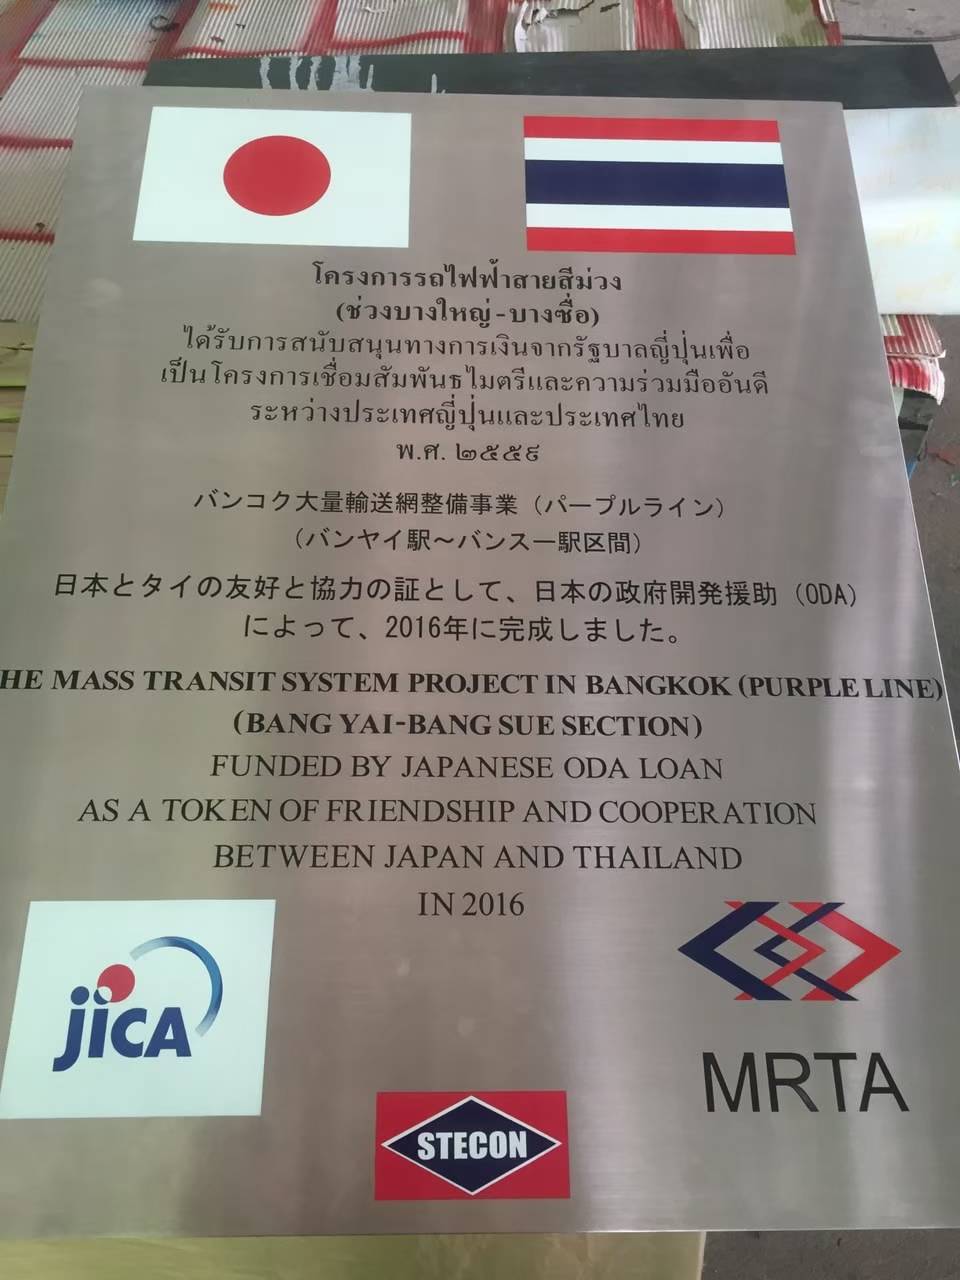 โครงการรถไฟฟ้าสายสีม่วง
(ช่วงบางใหญ่-บางซื่อ)
ได้รับการสนับสนุนทางการเงินจากรัฐบาลญี่ปุ่นเพื่อ
เป็นโครงการเชื่อมสัมพันธไมตรีและความร่วมมืออันดี
ระหว่างประเทศญี่ปุ่นและประเทศไทย
พ.ศ. ๒๕๕๙
バンコク大量輸送網整備事業（パープルライン）
（バンヤイ駅～バンスー駅区間）
日本とタイの友好と協力の証として、日本の政府開発援助（ODA）
によって、2016年に完成しました。
HE MASS TRANSIT SYSTEM PROJECT IN BANGKOK (PURPLE LINE)
(BANG YAI-BANG SUE SECTION)
FUNDED BY JAPANESE ODA LOAN
AS A TOKEN OF FRIENDSHIP AND COOPERATION
BETWEEN JAPAN AND THAILAND
IN 2016
jica
MRTA
STECON